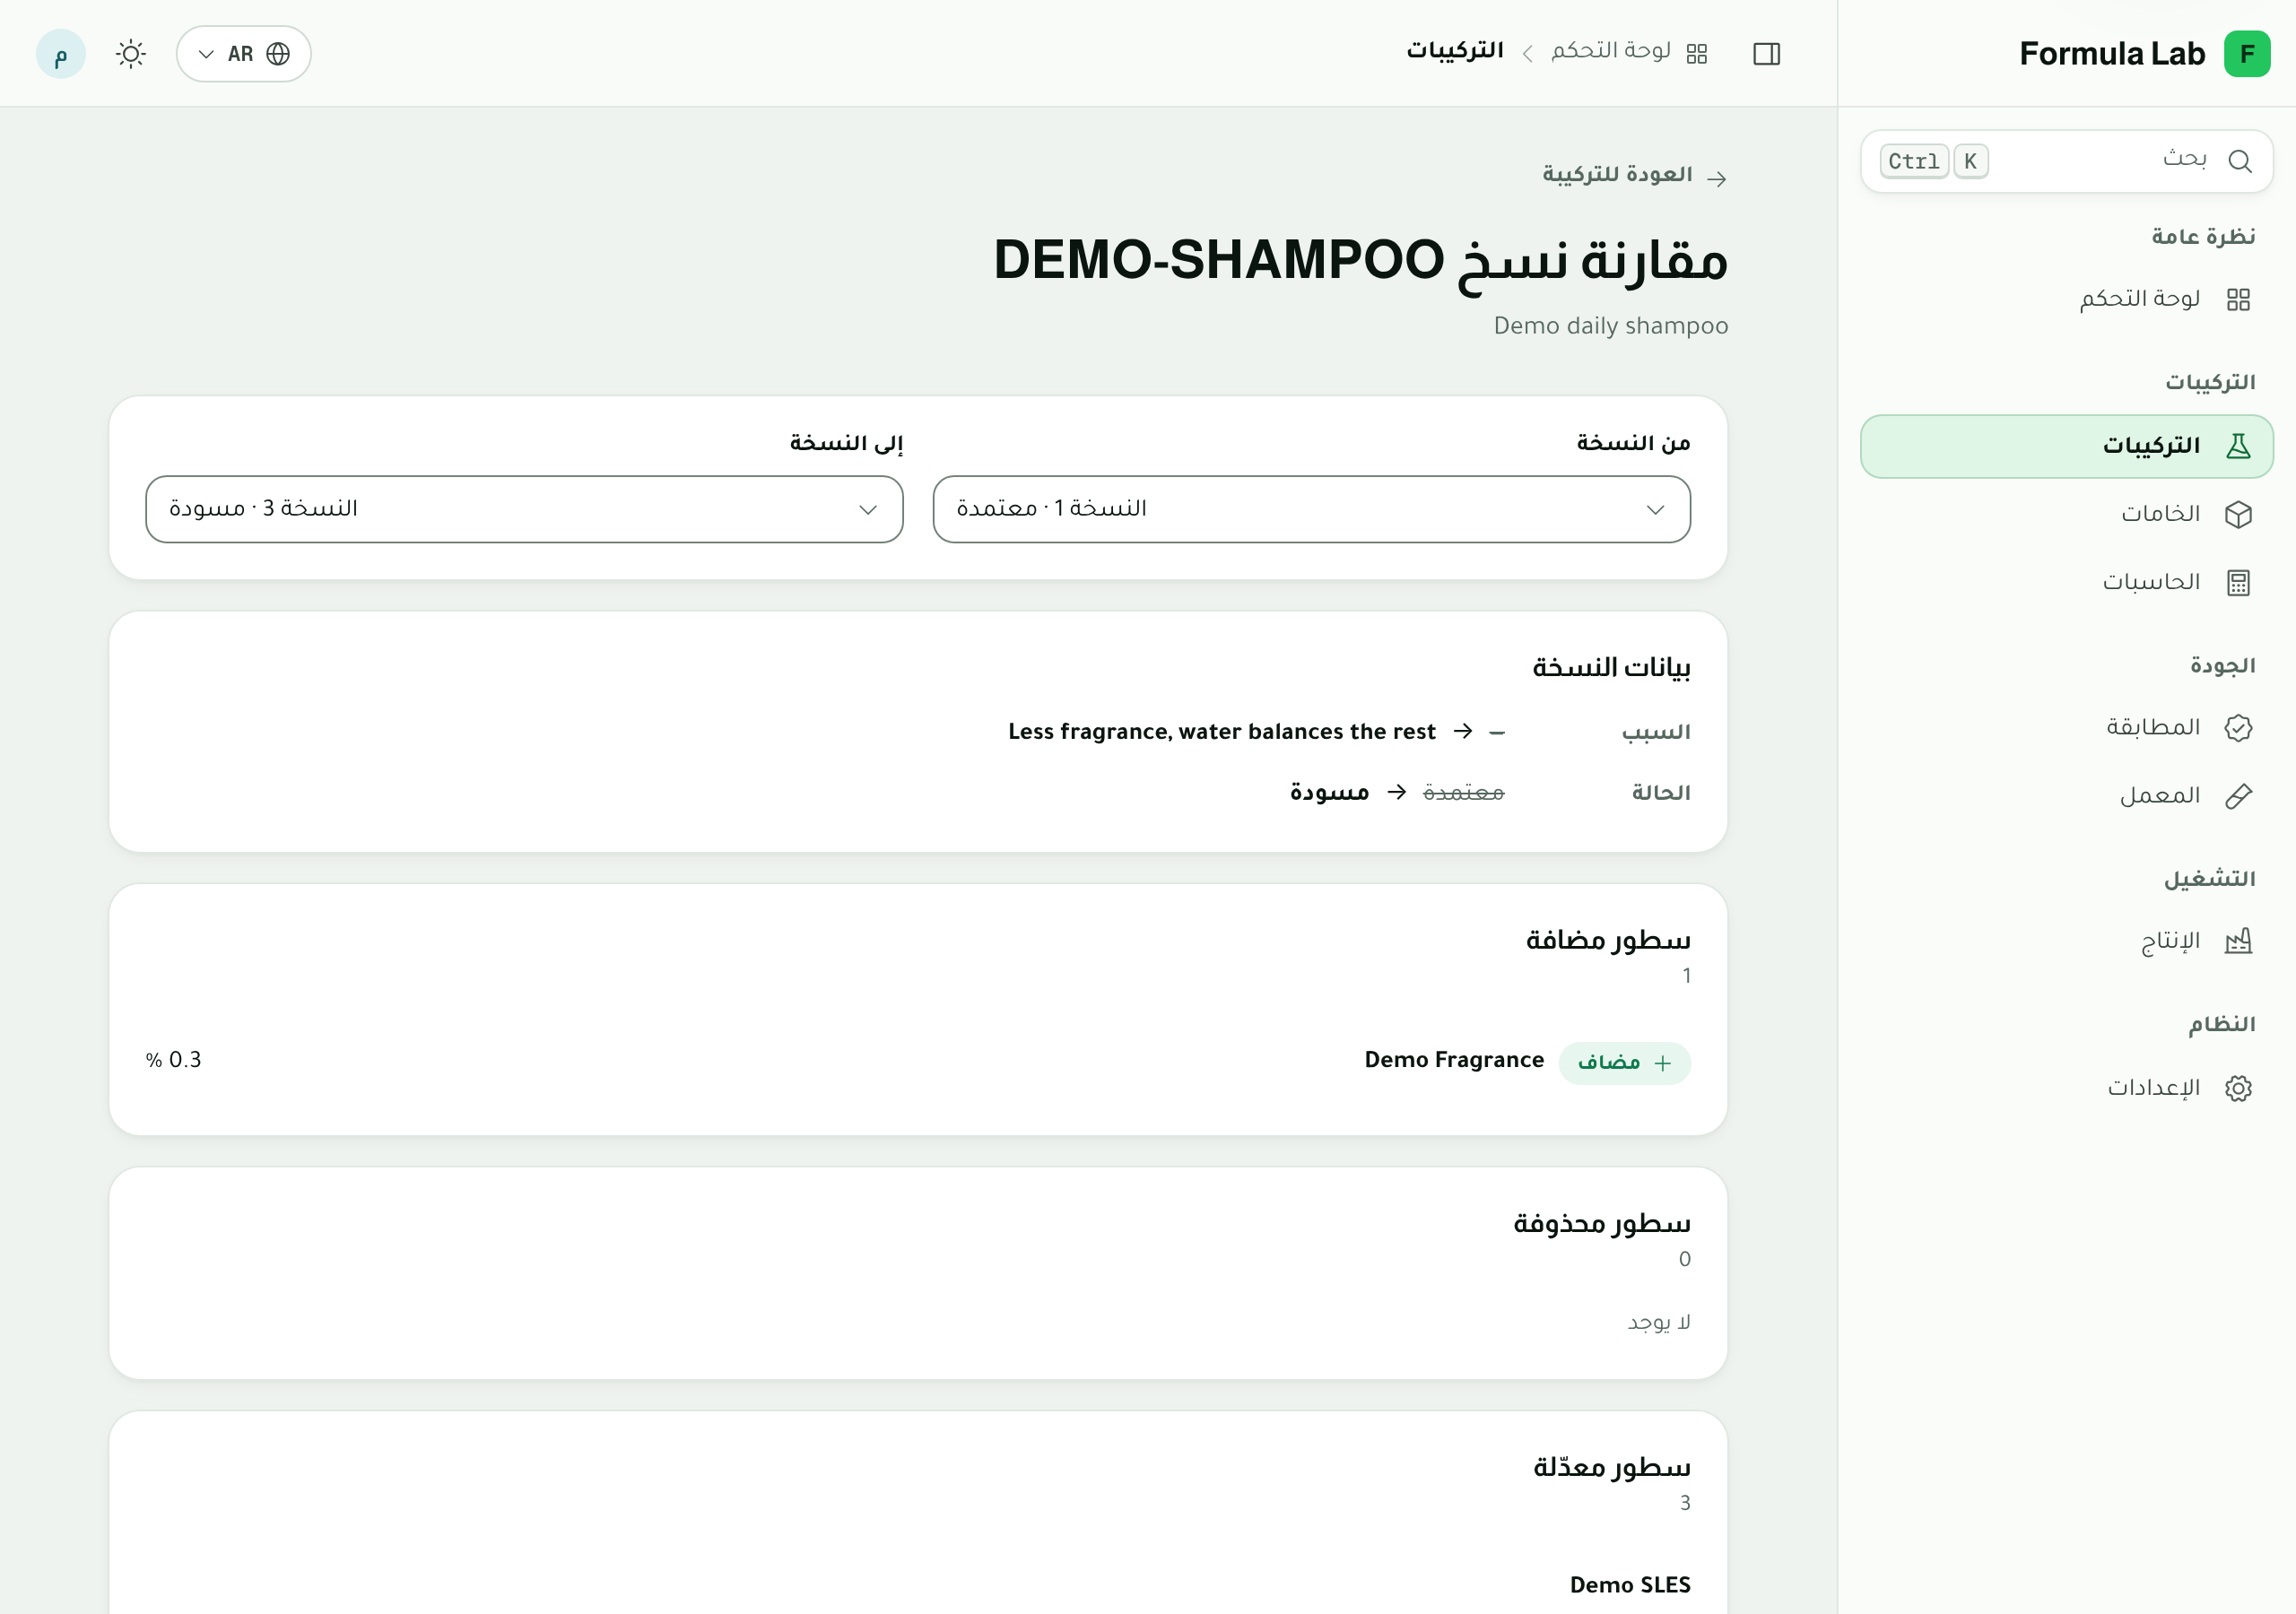 F Formula Lab
لوحة التحكم التركيبات
AR
م
بحث Ctrl K
نظرة عامة
لوحة التحكم
التركيبات
التركيبات
الخامات
الحاسبات
الجودة
المطابقة
المعمل
التشغيل
الإنتاج
النظام
الإعدادات
→ العودة للتركيبة
مقارنة نسخ DEMO-SHAMPOO
Demo daily shampoo
من النسخة
النسخة 1 · معتمدة
إلى النسخة
النسخة 3 · مسودة
بيانات النسخة
السبب — → Less fragrance, water balances the rest
الحالة معتمدة → مسودة
سطور مضافة
1
+ مضاف Demo Fragrance 0.3 %
سطور محذوفة
0
لا يوجد
سطور معدّلة
3
Demo SLES